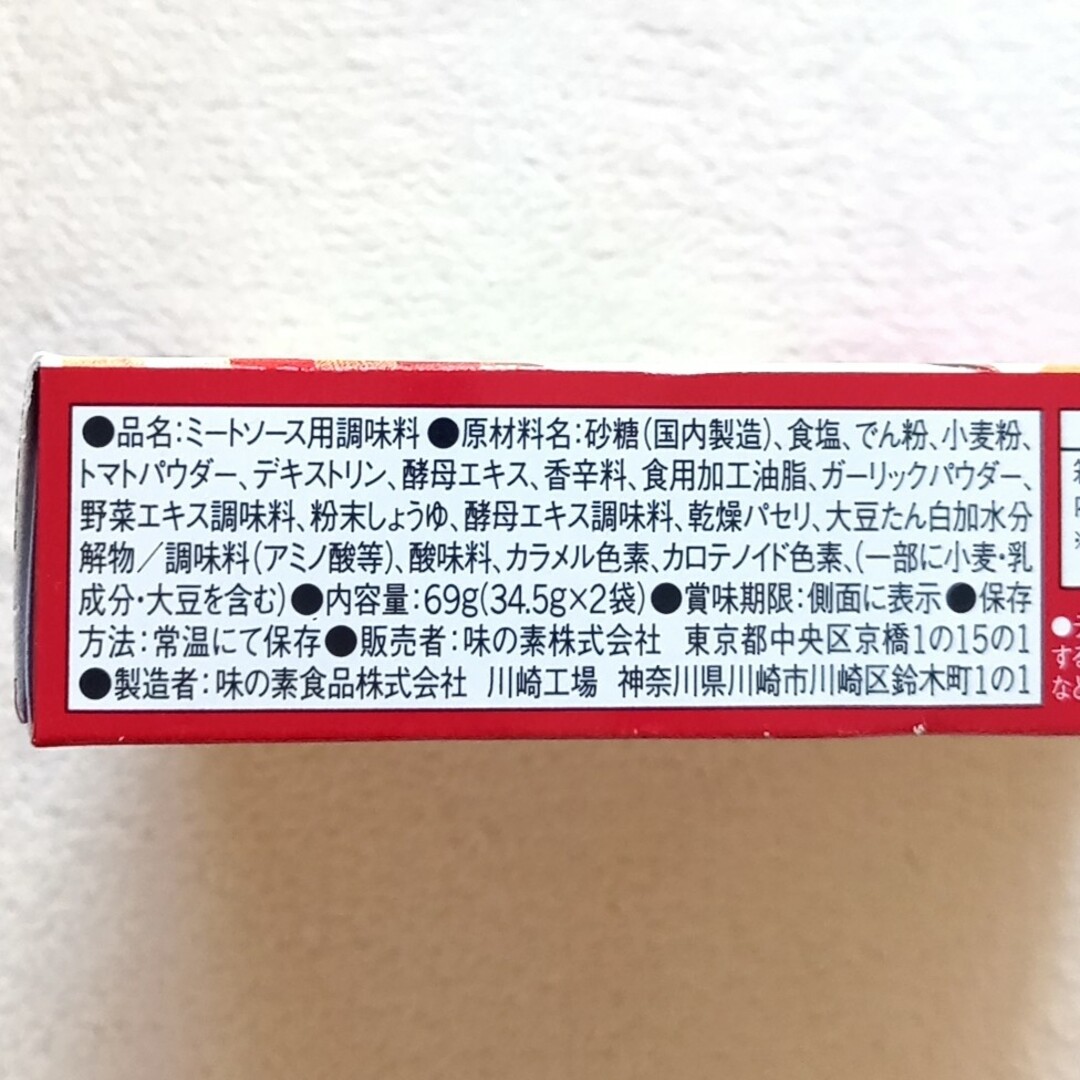 ●品名：ミートソース用調味料●原材料名：砂糖（国内製造）、食塩、でん粉、小麦粉、
トマトパウダー、デキストリン、酵母エキス、香辛料、食用加工油脂、ガーリックパウダー、
野菜エキス調味料、粉末しょうゆ、酵母エキス調味料、乾燥パセリ、大豆たん白加水分
解物／調味料（アミノ酸等）、酸味料、カラメル色素、カロテノイド色素、（一部に小麦・乳
成分・大豆を含む）●内容量：69g（34.5g×2袋）●賞味期限：側面に表示●保存
方法：常温にて保存●販売者：味の素株式会社　東京都中央区京橋1の15の1
●製造者：味の素食品株式会社　川崎工場　神奈川県川崎市川崎区鈴木町1の1
する